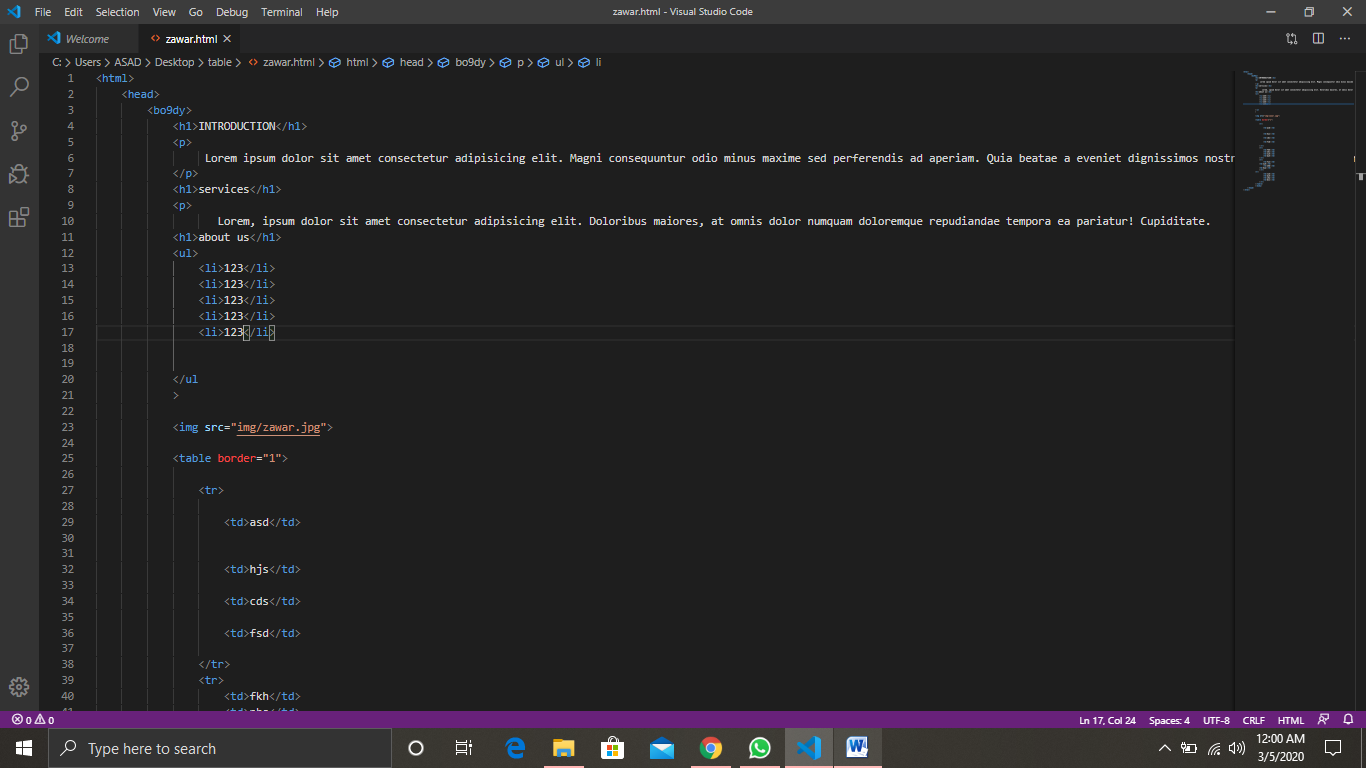 File Edit Selection View Go Debug Terminal Help zawar.html - Visual Studio Code
Welcome zawar.html
C: > Users > ASAD > Desktop > table > zawar.html > html > head > bo9dy > p > ul > li
1 <html>
2 <head>
3 <bo9dy>
4 <h1>INTRODUCTION</h1>
5 <p>
6 Lorem ipsum dolor sit amet consectetur adipisicing elit. Magni consequuntur odio minus maxime sed perferendis ad aperiam. Quia beatae a eveniet dignissimos nostr
7 </p>
8 <h1>services</h1>
9 <p>
10 Lorem, ipsum dolor sit amet consectetur adipisicing elit. Doloribus maiores, at omnis dolor numquam doloremque repudiandae tempora ea pariatur! Cupiditate.
11 <h1>about us</h1>
12 <ul>
13 <li>123</li>
14 <li>123</li>
15 <li>123</li>
16 <li>123</li>
17 <li>123</li>
18
19
20 </ul
21 >
22
23 <img src="img/zawar.jpg">
24
25 <table border="1">
26
27 <tr>
28
29 <td>asd</td>
30
31
32 <td>hjs</td>
33
34 <td>cds</td>
35
36 <td>fsd</td>
37
38 </tr>
39 <tr>
40 <td>fkh</td>
0 0 Ln 17, Col 24 Spaces: 4 UTF-8 CRLF HTML
Type here to search
12:00 AM
3/5/2020